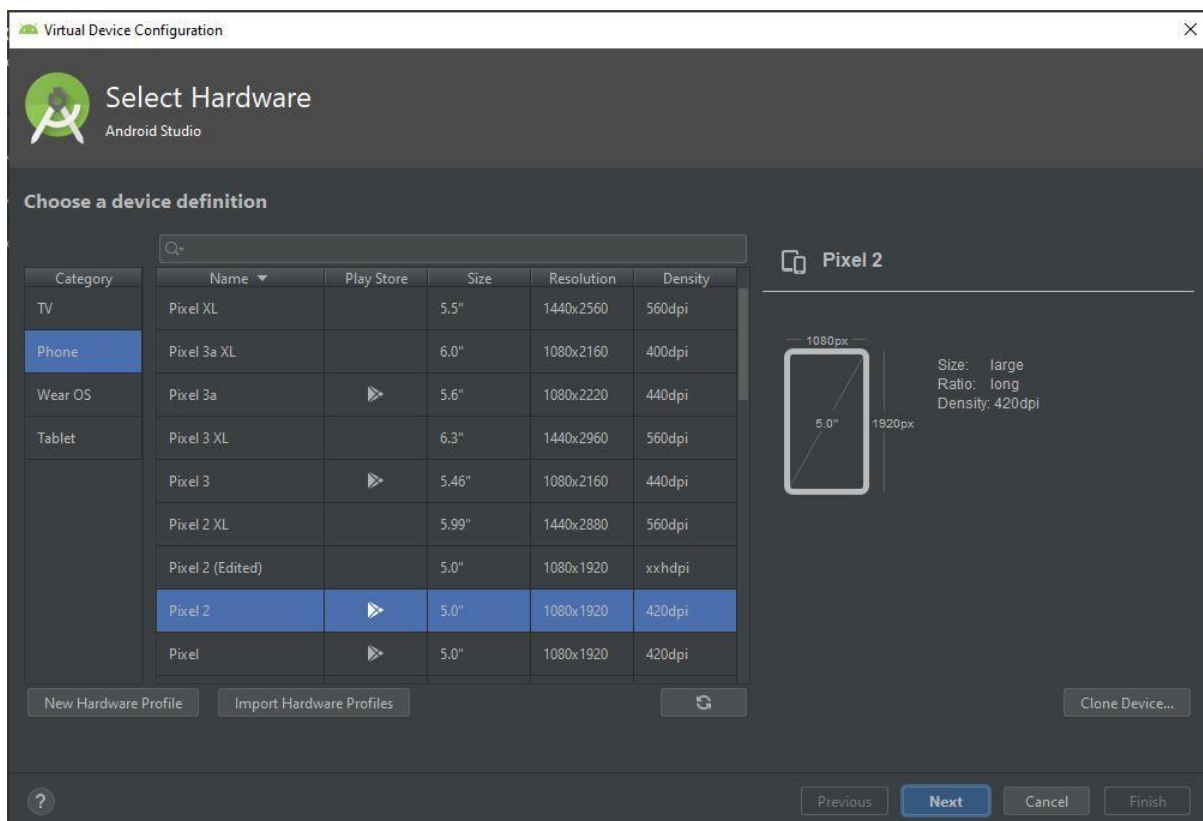 Virtual Device Configuration
Select Hardware
Android Studio
Choose a device definition
Category
TV
Phone
Wear OS
Tablet
Name Play Store Size Resolution Density
Pixel XL 5.5" 1440x2560 560dpi
Pixel 3a XL 6.0" 1080x2160 400dpi
Pixel 3a 5.6" 1080x2220 440dpi
Pixel 3 XL 6.3" 1440x2960 560dpi
Pixel 3 5.46" 1080x2160 440dpi
Pixel 2 XL 5.99" 1440x2880 560dpi
Pixel 2 (Edited) 5.0" 1080x1920 xxhdpi
Pixel 2 5.0" 1080x1920 420dpi
Pixel 5.0" 1080x1920 420dpi
New Hardware Profile Import Hardware Profiles
Pixel 2
1080px
5.0"
1920px
Size: large
Ratio: long
Density: 420dpi
Clone Device...
? Previous Next Cancel Finish